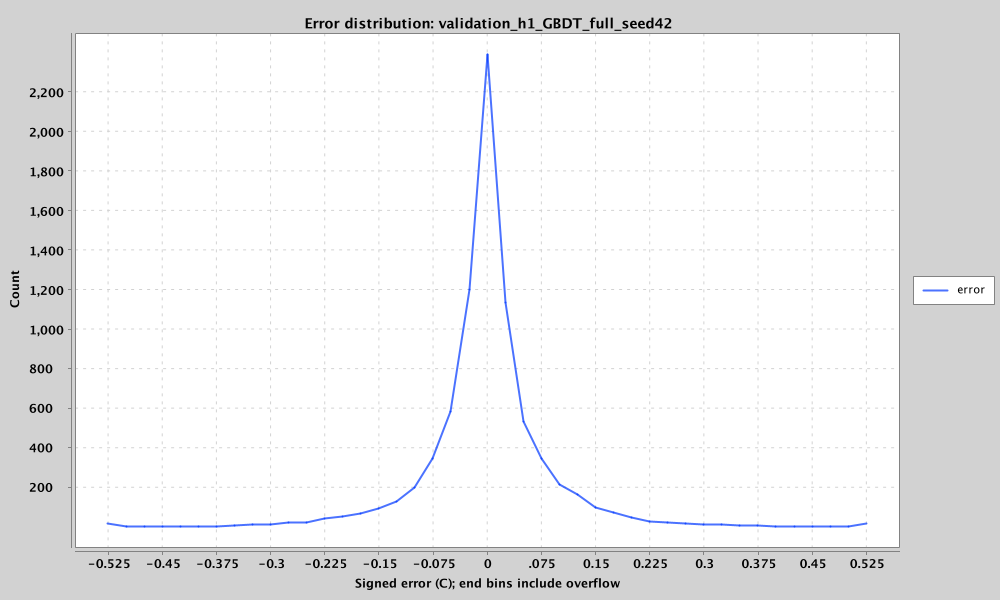 Error distribution: validation_h1_GBDT_full_seed42
2,200
2,000
1,800
1,600
1,400
1,200
1,000
800
600
400
200
Count
-0.525 -0.45 -0.375 -0.3 -0.225 -0.15 -0.075 0 .075 0.15 0.225 0.3 0.375 0.45 0.525
Signed error (C); end bins include overflow
error